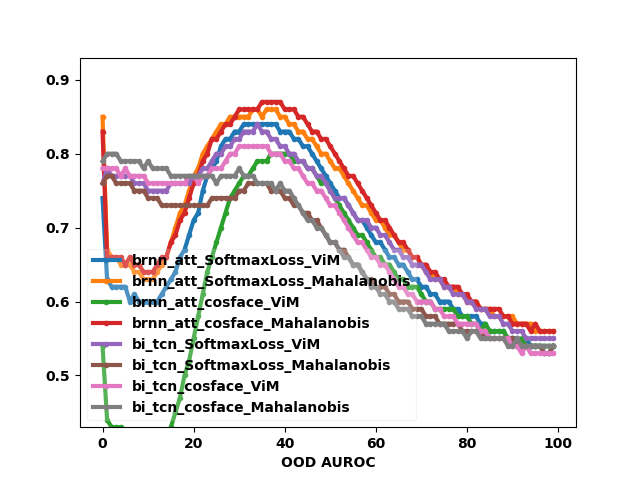 0.9
0.8
0.7
0.6
0.5
brnn_att_SoftmaxLoss_ViM
brnn_att_SoftmaxLoss_Mahalanobis
brnn_att_cosface_ViM
brnn_att_cosface_Mahalanobis
bi_tcn_SoftmaxLoss_ViM
bi_tcn_SoftmaxLoss_Mahalanobis
bi_tcn_cosface_ViM
bi_tcn_cosface_Mahalanobis
0 20 40 60 80 100
OOD AUROC